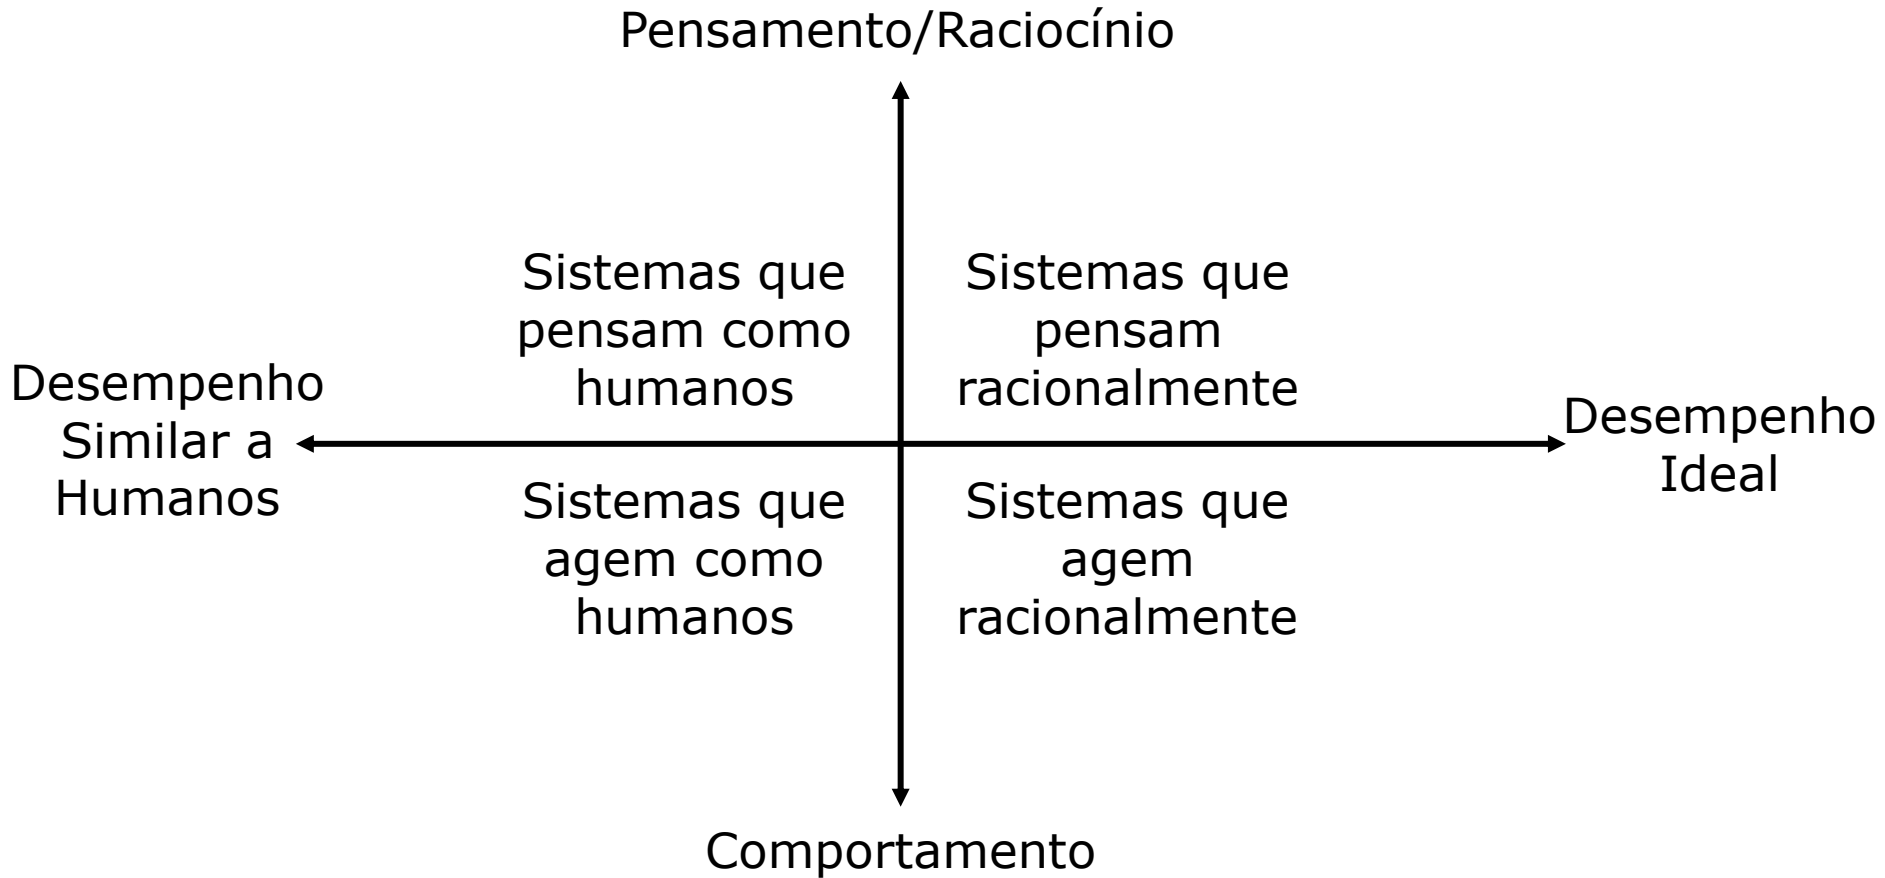 Pensamento/Raciocínio
Sistemas que
pensam como
humanos
Sistemas que
pensam
racionalmente
Desempenho
Similar a
Humanos
Desempenho
Ideal
Sistemas que
agem como
humanos
Sistemas que
agem
racionalmente
Comportamento